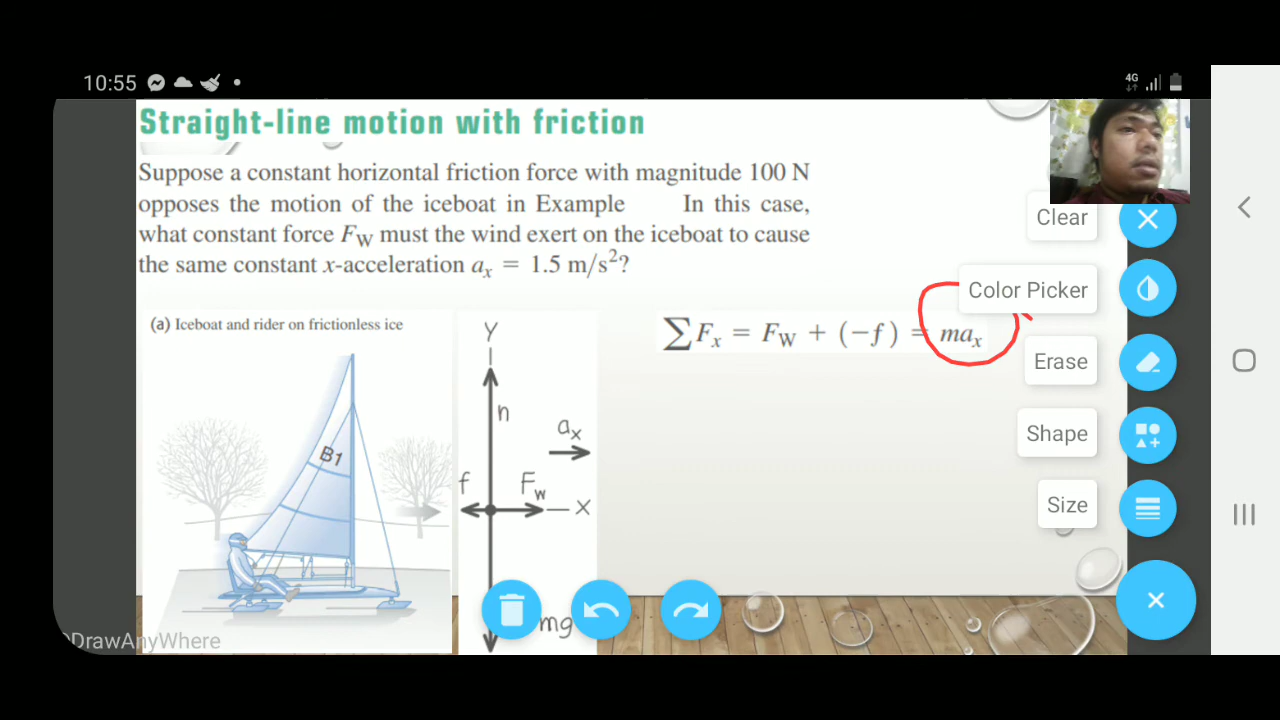 10:55
4G
Straight-line motion with friction
Suppose a constant horizontal friction force with magnitude 100 N
opposes the motion of the iceboat in Example In this case,
what constant force F_W must the wind exert on the iceboat to cause
the same constant x-acceleration a_x = 1.5 m/s²?
(a) Iceboat and rider on frictionless ice
B1
Y
n
a_x
f
F_w
X
mg
∑F_x = F_W + (−f) = ma_x
Clear
Color Picker
Erase
Shape
Size
DrawAnyWhere